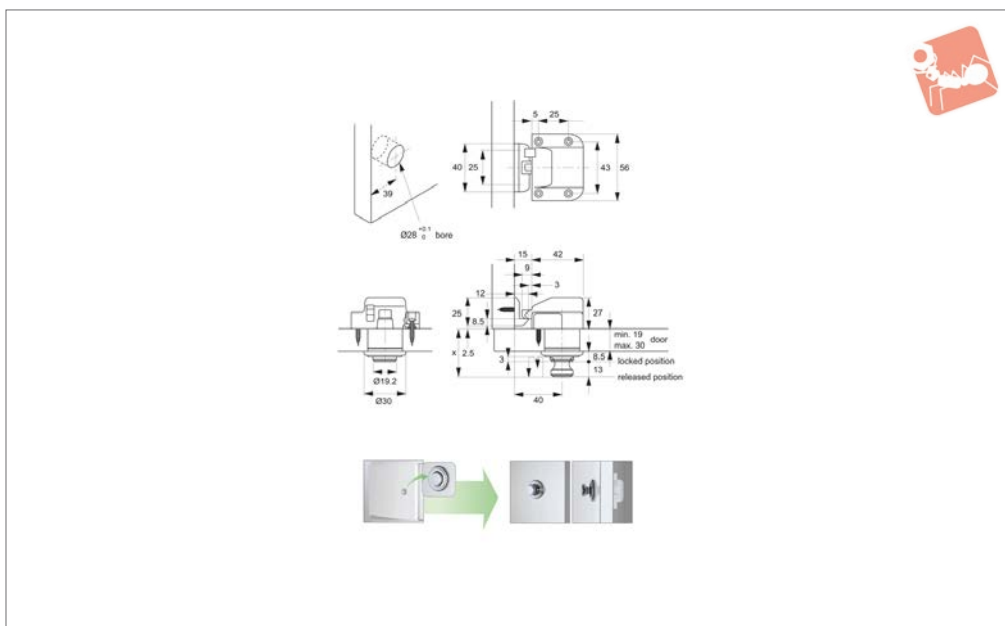 5 25
40 25
43 56
39
Ø28 +0.1 0 bore
15 42
9
3
12
25
8.5
27
min. 19 door
max. 30
x 2.5
3
8.5 locked position
13
released position
Ø19.2
40
Ø30